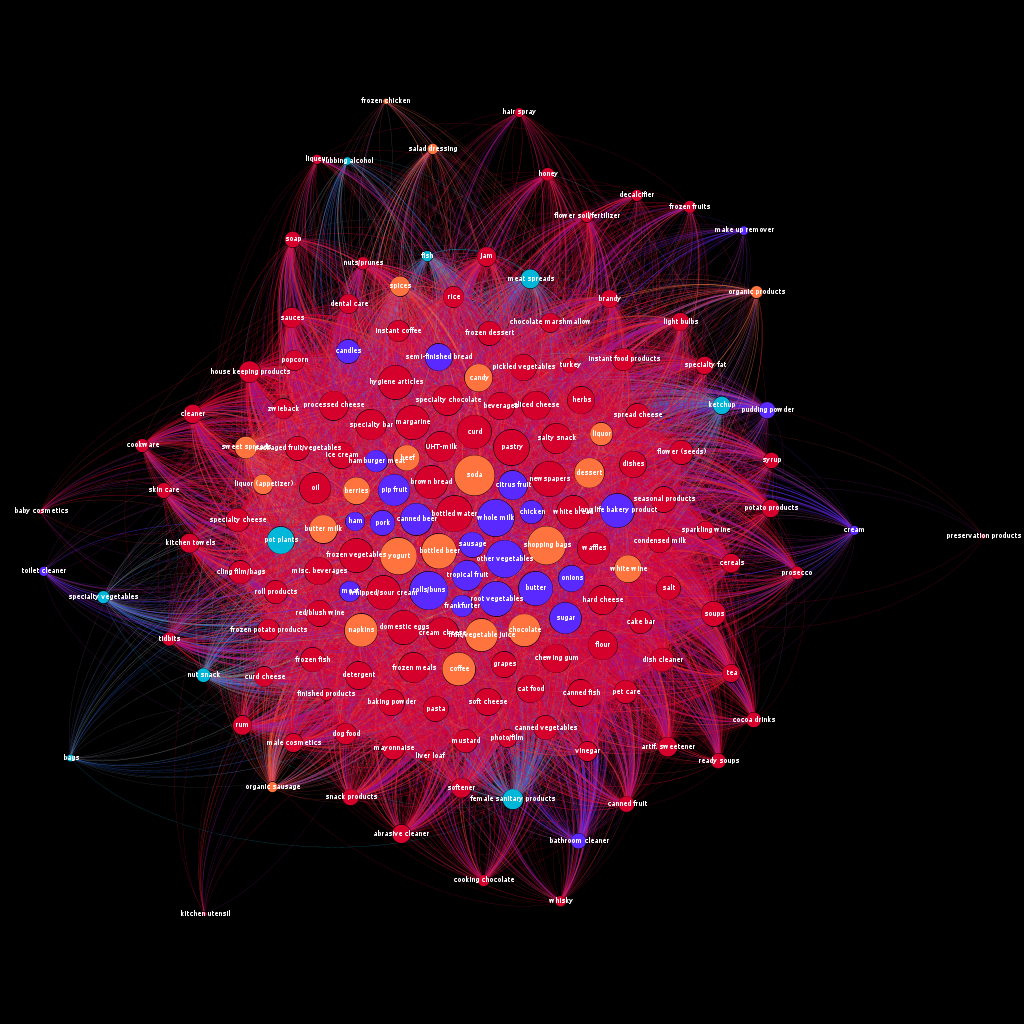 frozen chicken
hair spray
salad dressing
liqueur
rubbing alcohol
honey
decalcifier
frozen fruits
flower soil/fertilizer
make up remover
soap
fish
jam
nuts/prunes
meat spreads
spices
organic products
rice
brandy
dental care
sauces
chocolate marshmallow
light bulbs
instant coffee
frozen dessert
candles
semi-finished bread
popcorn
instant food products
house keeping products
pickled vegetables
turkey
specialty fat
candy
hygiene articles
specialty chocolate
herbs
zwieback
processed cheese
beverages
sliced cheese
ketchup
pudding powder
cleaner
spread cheese
specialty bar
margarine
curd
salty snack
liquor
cookware
sweet spreads
packaged fruit/vegetables
UHT-milk
pastry
flower (seeds)
ice cream
hamburger meat
beef
syrup
dishes
soda
dessert
brown bread
new spapers
liquor (appetizer)
citrus fruit
skin care
oil
berries
pip fruit
seasonal products
baby cosmetics
potato products
bottled water
chicken
white bread
long life bakery product
specialty cheese
ham
pork
canned beer
whole milk
butter milk
sparkling wine
cream
preservation products
pot plants
kitchen towels
sausage
shopping bags
waffles
condensed milk
frozen vegetables
yogurt
bottled beer
other vegetables
toilet cleaner
cling film/bags
misc. beverages
tropical fruit
onions
white wine
cereals
prosecco
roll products
meat
whipped/sour cream
rolls/buns
butter
salt
specialty vegetables
root vegetables
hard cheese
frankfurter
red/blush wine
sugar
soups
cake bar
frozen potato products
napkins
domestic eggs
cream cheese
fruit/vegetable juice
chocolate
tidbits
flour
frozen fish
chewing gum
dish cleaner
grapes
frozen meals
coffee
nut snack
curd cheese
detergent
tea
cat food
finished products
canned fish
pet care
baking powder
soft cheese
pasta
cocoa drinks
rum
canned vegetables
dog food
photo/film
male cosmetics
mustard
mayonnaise
vinegar
artif. sweetener
liver loaf
bags
ready soups
organic sausage
softener
snack products
female sanitary products
canned fruit
abrasive cleaner
bathroom cleaner
cooking chocolate
whisky
kitchen utensil